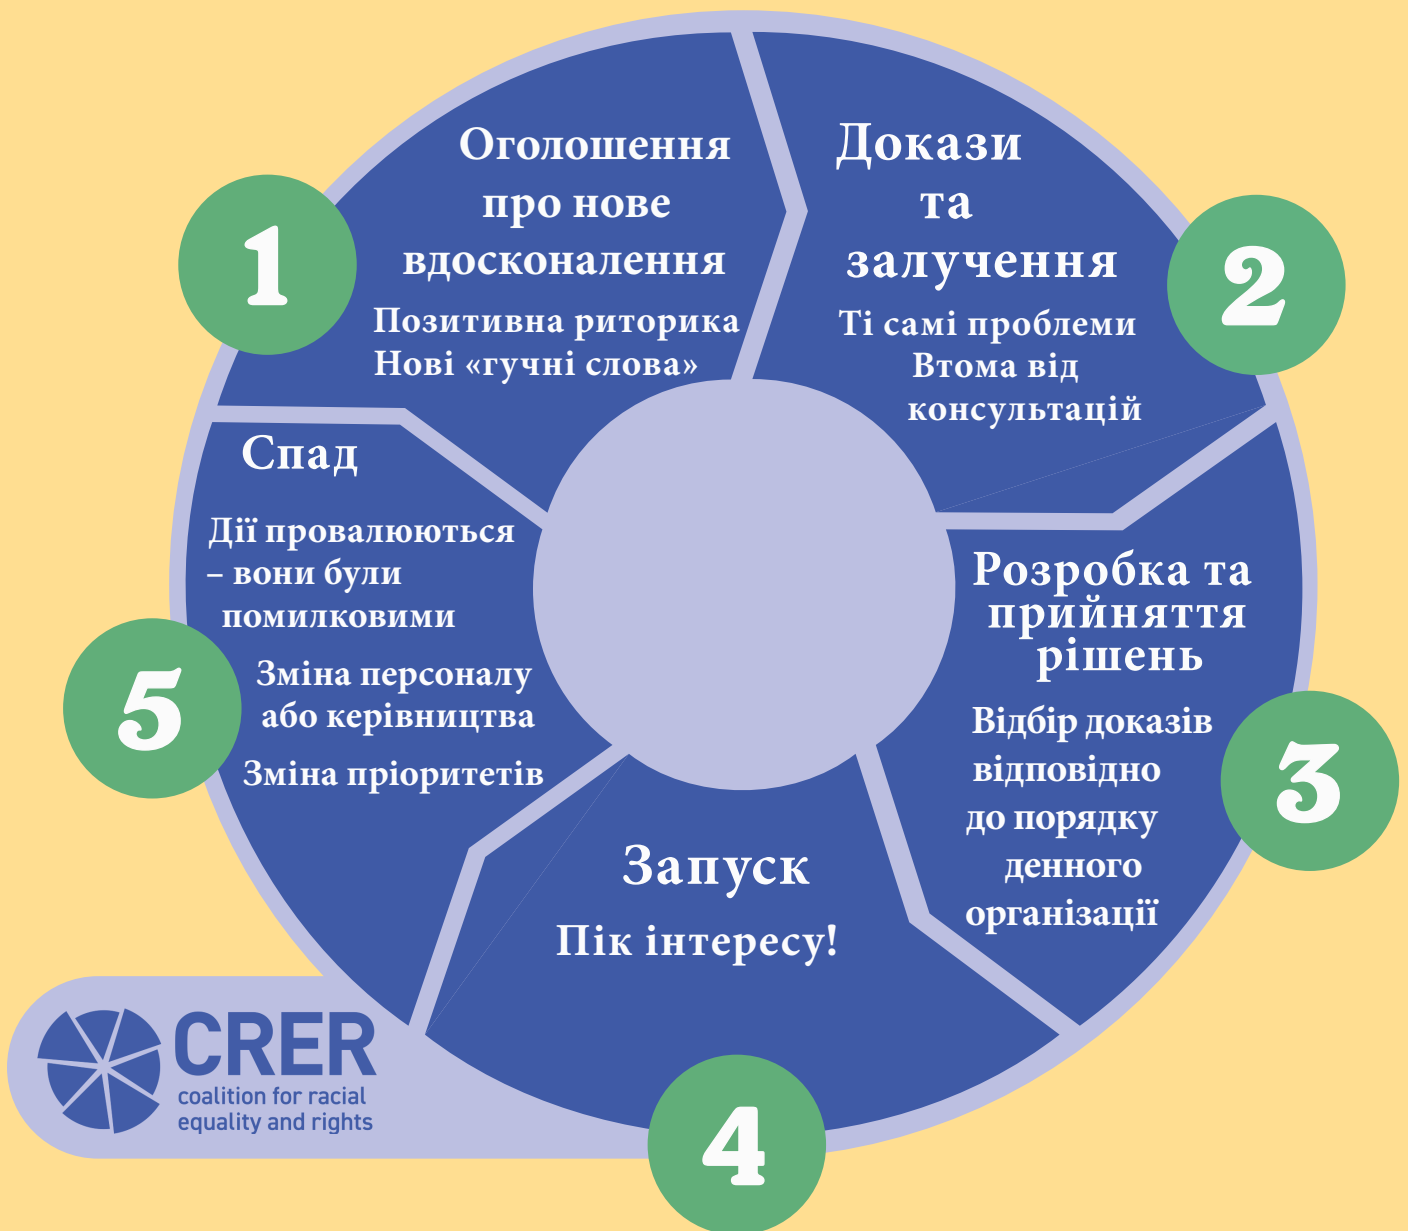 1
Оголошення
про нове
вдосконалення
Позитивна риторика
Нові «гучні слова»
2
Докази
та
залучення
Ті самі проблеми
Втома від
консультацій
3
Розробка та
прийняття
рішень
Відбір доказів
відповідно
до порядку
денного
організації
4
Запуск
Пік інтересу!
5
Спад
Дії провалюються
– вони були
помилковими
Зміна персоналу
або керівництва
Зміна пріоритетів
CRER
coalition for racial
equality and rights